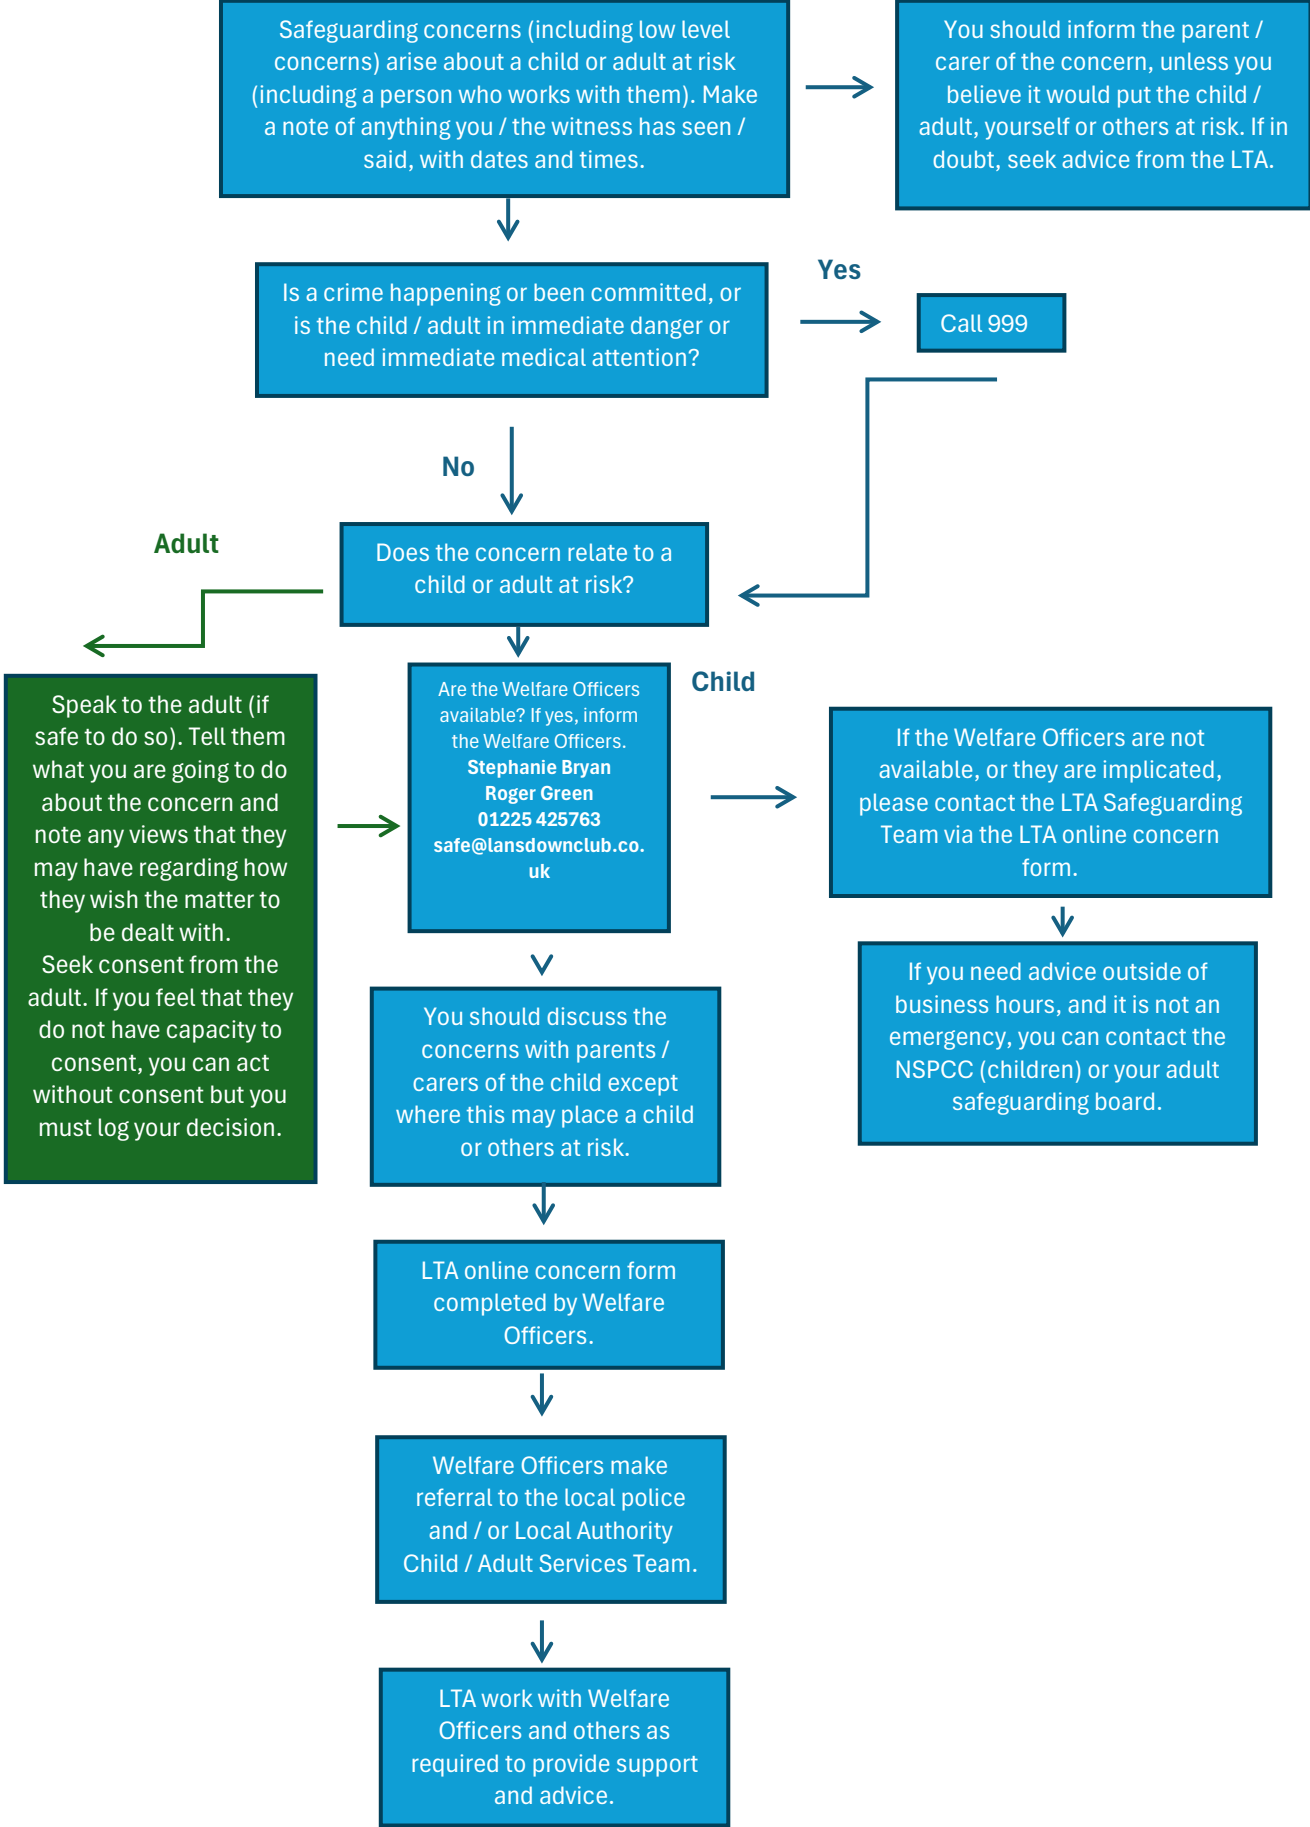 Safeguarding concerns (including low level
concerns) arise about a child or adult at risk
(including a person who works with them). Make
a note of anything you / the witness has seen /
said, with dates and times.
You should inform the parent /
carer of the concern, unless you
believe it would put the child /
adult, yourself or others at risk. If in
doubt, seek advice from the LTA.
Is a crime happening or been committed, or
is the child / adult in immediate danger or
need immediate medical attention?
Yes
Call 999
No
Does the concern relate to a
child or adult at risk?
Adult
Speak to the adult (if
safe to do so). Tell them
what you are going to do
about the concern and
note any views that they
may have regarding how
they wish the matter to
be dealt with.
Seek consent from the
adult. If you feel that they
do not have capacity to
consent, you can act
without consent but you
must log your decision.
Are the Welfare Officers
available? If yes, inform
the Welfare Officers.
Stephanie Bryan
Roger Green
01225 425763
safe@lansdownclub.co.
uk
Child
If the Welfare Officers are not
available, or they are implicated,
please contact the LTA Safeguarding
Team via the LTA online concern
form.
If you need advice outside of
business hours, and it is not an
emergency, you can contact the
NSPCC (children) or your adult
safeguarding board.
You should discuss the
concerns with parents /
carers of the child except
where this may place a child
or others at risk.
LTA online concern form
completed by Welfare
Officers.
Welfare Officers make
referral to the local police
and / or Local Authority
Child / Adult Services Team.
LTA work with Welfare
Officers and others as
required to provide support
and advice.